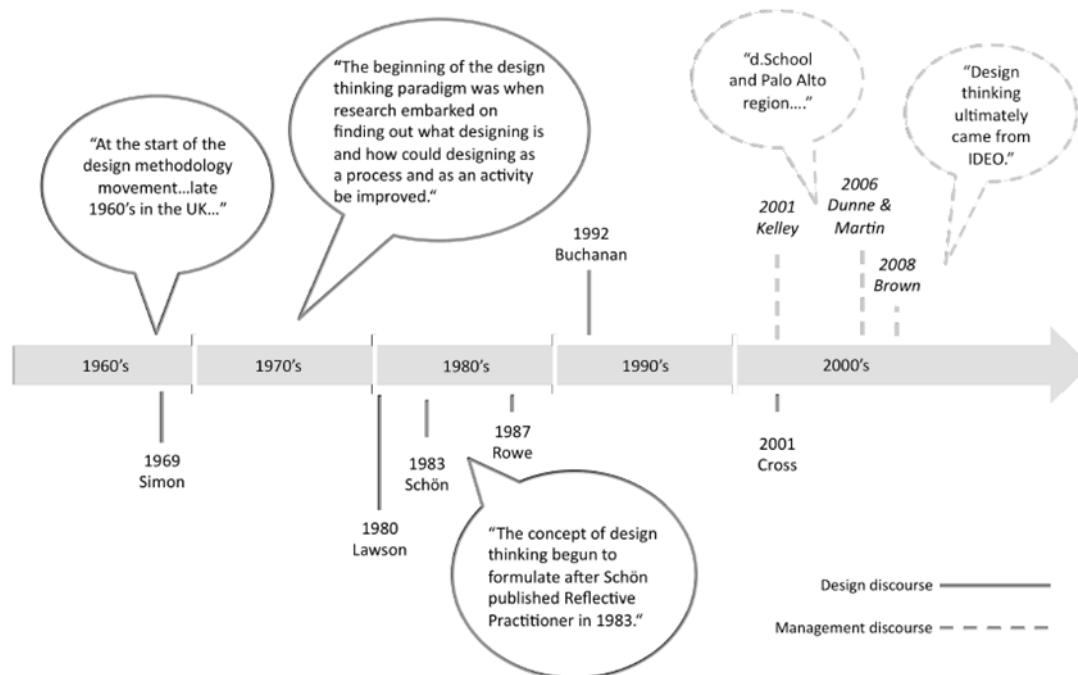 “At the start of the
design methodology
movement...late
1960’s in the UK...”
“The beginning of the design
thinking paradigm was when
research embarked on
finding out what designing is
and how could designing as
a process and as an activity
be improved.“
“d.School
and Palo Alto
region....”
“Design
thinking
ultimately
came from
IDEO.”
1992
Buchanan
2001
Kelley
2006
Dunne &
Martin
2008
Brown
1960’s
1970’s
1980’s
1990’s
2000’s
1969
Simon
1980
Lawson
1983
Schön
1987
Rowe
2001
Cross
“The concept of design
thinking begun to
formulate after Schön
published Reflective
Practitioner in 1983.“
Design discourse
Management discourse